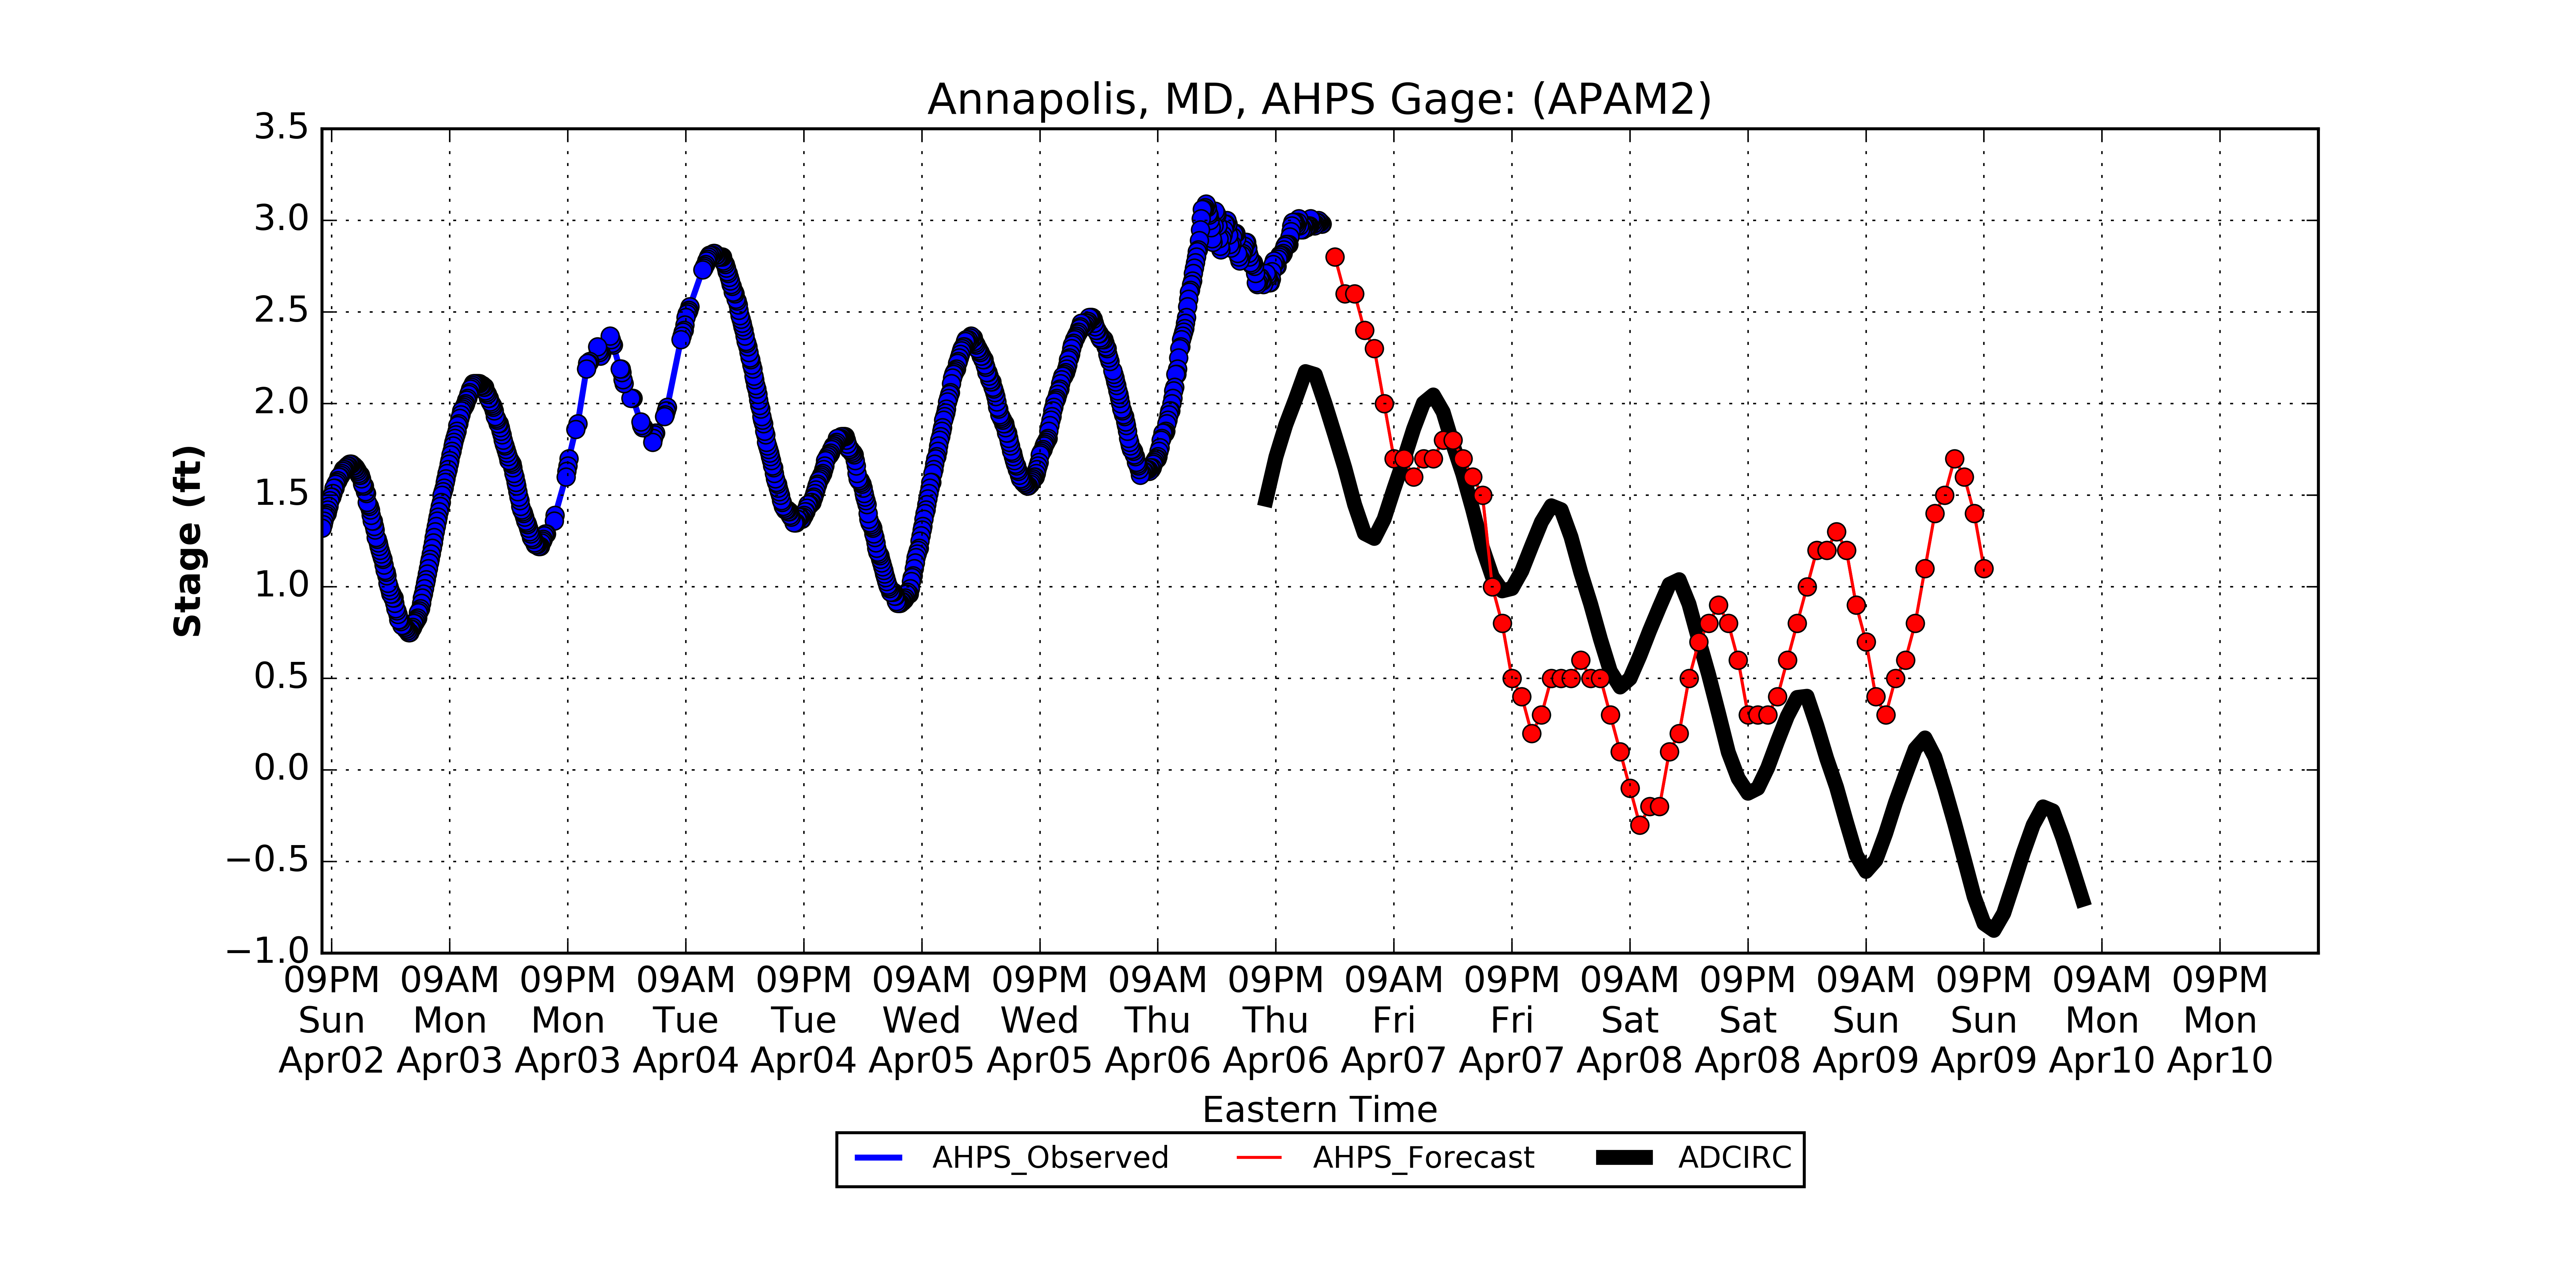 Annapolis, MD, AHPS Gage: (APAM2)
3.5
3.0
2.5
2.0
1.5
1.0
0.5
0.0
−0.5
−1.0
Stage (ft)
09PM 09AM 09PM 09AM 09PM 09AM 09PM 09AM 09PM 09AM 09PM 09AM 09PM 09AM 09PM 09AM 09PM
Sun Mon Mon Tue Tue Wed Wed Thu Thu Fri Fri Sat Sat Sun Sun Mon Mon
Apr02 Apr03 Apr03 Apr04 Apr04 Apr05 Apr05 Apr06 Apr06 Apr07 Apr07 Apr08 Apr08 Apr09 Apr09 Apr10 Apr10
Eastern Time
AHPS_Observed AHPS_Forecast ADCIRC